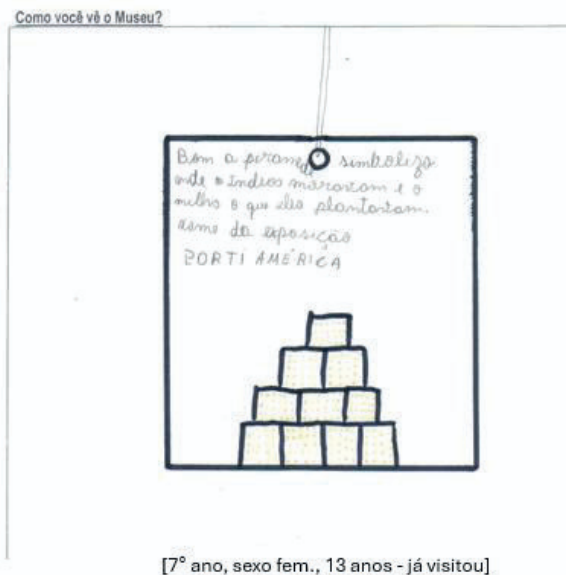 Como você vê o Museu?
Bom a piramede simboliza
onde o Indios moravam e o
milho o que eles plantavam.
nome da exposição
PORTI AMÉRICA
[7° ano, sexo fem., 13 anos - já visitou]